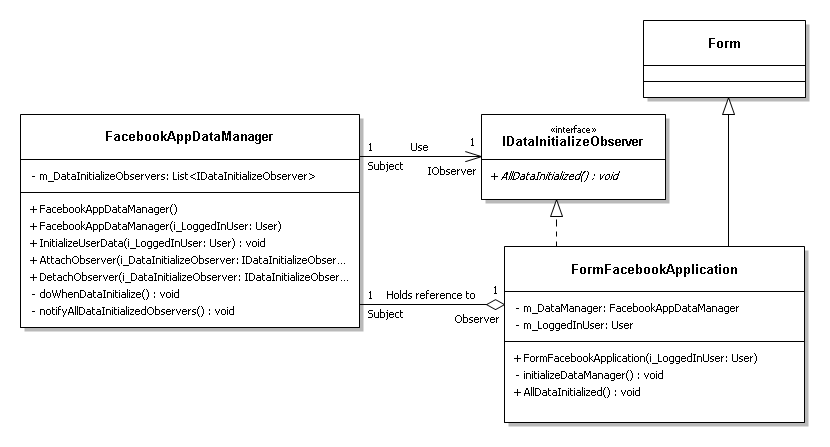 Form
FacebookAppDataManager
- m_DataInitializeObservers: List<IDataInitializeObserver>
+ FacebookAppDataManager()
+ FacebookAppDataManager(i_LoggedInUser: User)
+ InitializeUserData(i_LoggedInUser: User) : void
+ AttachObserver(i_DataInitializeObserver: IDataInitializeObser...
+ DetachObserver(i_DataInitializeObserver: IDataInitializeObser...
- doWhenDataInitialize() : void
- notifyAllDataInitializedObservers() : void
1 Use 1
Subject IObserver
«interface»
IDataInitializeObserver
+ AllDataInitialized() : void
1 Holds reference to 1
Subject Observer
FormFacebookApplication
- m_DataManager: FacebookAppDataManager
- m_LoggedInUser: User
+ FormFacebookApplication(i_LoggedInUser: User)
- initializeDataManager() : void
+ AllDataInitialized() : void